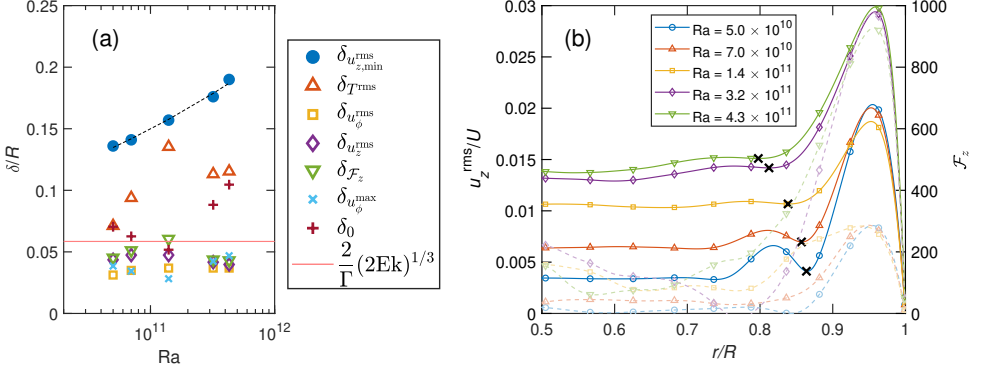 (a)
0.25
0.2
0.15
0.1
0.05
0
δ/R
10^11
10^12
Ra
δ_{u_{z,min}^{rms}}
δ_{T^{rms}}
δ_{u_ϕ^{rms}}
δ_{u_z^{rms}}
δ_{ℱ_z}
δ_{u_ϕ^{max}}
δ_0
2/Γ (2Ek)^{1/3}
(b)
0.03
0.025
0.02
0.015
0.01
0.005
0
u_z^{rms}/U
Ra = 5.0 × 10^10
Ra = 7.0 × 10^10
Ra = 1.4 × 10^11
Ra = 3.2 × 10^11
Ra = 4.3 × 10^11
1000
800
600
400
200
0
ℱ_z
0.5
0.6
0.7
0.8
0.9
1
r/R